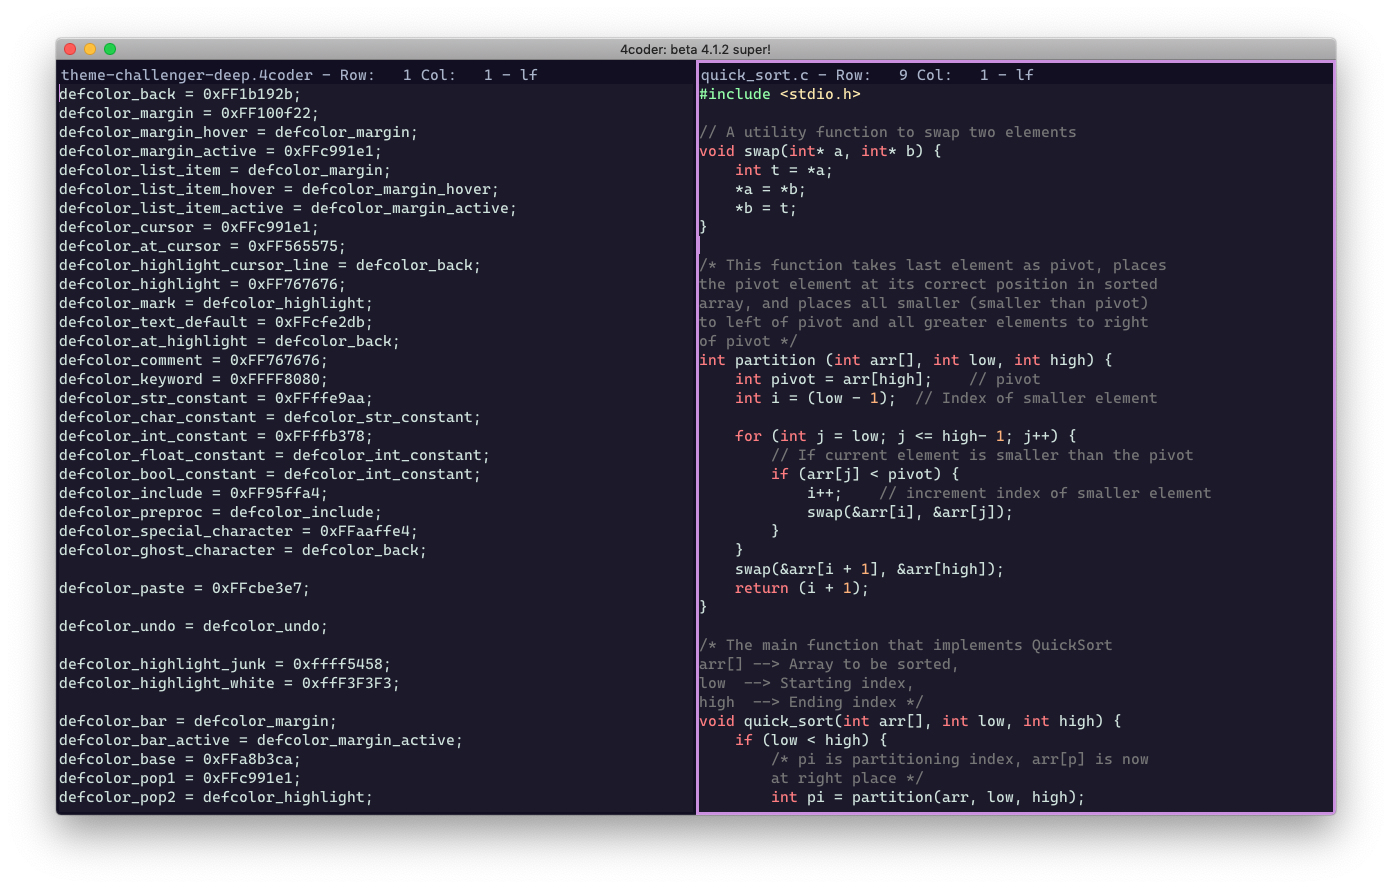 4coder: beta 4.1.2 super!
theme-challenger-deep.4coder - Row:   1 Col:   1 - lf
defcolor_back = 0xFF1b192b;
defcolor_margin = 0xFF100f22;
defcolor_margin_hover = defcolor_margin;
defcolor_margin_active = 0xFFc991e1;
defcolor_list_item = defcolor_margin;
defcolor_list_item_hover = defcolor_margin_hover;
defcolor_list_item_active = defcolor_margin_active;
defcolor_cursor = 0xFFc991e1;
defcolor_at_cursor = 0xFF565575;
defcolor_highlight_cursor_line = defcolor_back;
defcolor_highlight = 0xFF767676;
defcolor_mark = defcolor_highlight;
defcolor_text_default = 0xFFcfe2db;
defcolor_at_highlight = defcolor_back;
defcolor_comment = 0xFF767676;
defcolor_keyword = 0xFFFF8080;
defcolor_str_constant = 0xFFffe9aa;
defcolor_char_constant = defcolor_str_constant;
defcolor_int_constant = 0xFFffb378;
defcolor_float_constant = defcolor_int_constant;
defcolor_bool_constant = defcolor_int_constant;
defcolor_include = 0xFF95ffa4;
defcolor_preproc = defcolor_include;
defcolor_special_character = 0xFFaaffe4;
defcolor_ghost_character = defcolor_back;
defcolor_paste = 0xFFcbe3e7;
defcolor_undo = defcolor_undo;
defcolor_highlight_junk = 0xffff5458;
defcolor_highlight_white = 0xffF3F3F3;
defcolor_bar = defcolor_margin;
defcolor_bar_active = defcolor_margin_active;
defcolor_base = 0xFFa8b3ca;
defcolor_pop1 = 0xFFc991e1;
defcolor_pop2 = defcolor_highlight;
quick_sort.c - Row:   9 Col:   1 - lf
#include <stdio.h>
// A utility function to swap two elements
void swap(int* a, int* b) {
    int t = *a;
    *a = *b;
    *b = t;
}
/* This function takes last element as pivot, places
the pivot element at its correct position in sorted
array, and places all smaller (smaller than pivot)
to left of pivot and all greater elements to right
of pivot */
int partition (int arr[], int low, int high) {
    int pivot = arr[high];    // pivot
    int i = (low - 1);  // Index of smaller element
    for (int j = low; j <= high- 1; j++) {
        // If current element is smaller than the pivot
        if (arr[j] < pivot) {
            i++;    // increment index of smaller element
            swap(&arr[i], &arr[j]);
        }
    }
    swap(&arr[i + 1], &arr[high]);
    return (i + 1);
}
/* The main function that implements QuickSort
arr[] --> Array to be sorted,
low  --> Starting index,
high  --> Ending index */
void quick_sort(int arr[], int low, int high) {
    if (low < high) {
        /* pi is partitioning index, arr[p] is now
        at right place */
        int pi = partition(arr, low, high);